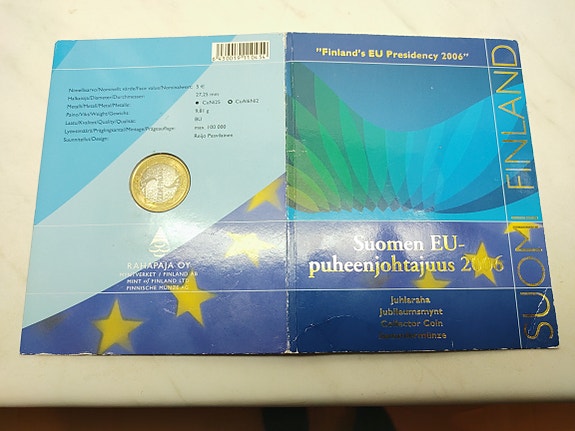 Nimellisarvo/Nominellt värde/Face value/Nominalwert: 5 €
Halkaisija/Diameter/Durchmesser: 27,25 mm
Metalli/Metall/Metal/Metalle: CuNi25 CuAl6Ni2
Paino/Vikt/Weight/Gewicht: 9,81 g
Laatu/Kvalitet/Quality/Qualität: BU
Lyöntimäärä/Präglingsantal/Mintage/Prägeauflage: max. 100 000
Suunnittelu/Design: Reijo Paavilainen
RAHAPAJA OY
MYNTVERKET I FINLAND AB
MINT of FINLAND LTD
FINNISCHE MÜNZE AG
"Finland's EU Presidency 2006"
SUOMI FINLAND
Suomen EU-
puheenjohtajuus 2006
Juhlaraha
Jubileumsmynt
Collector Coin